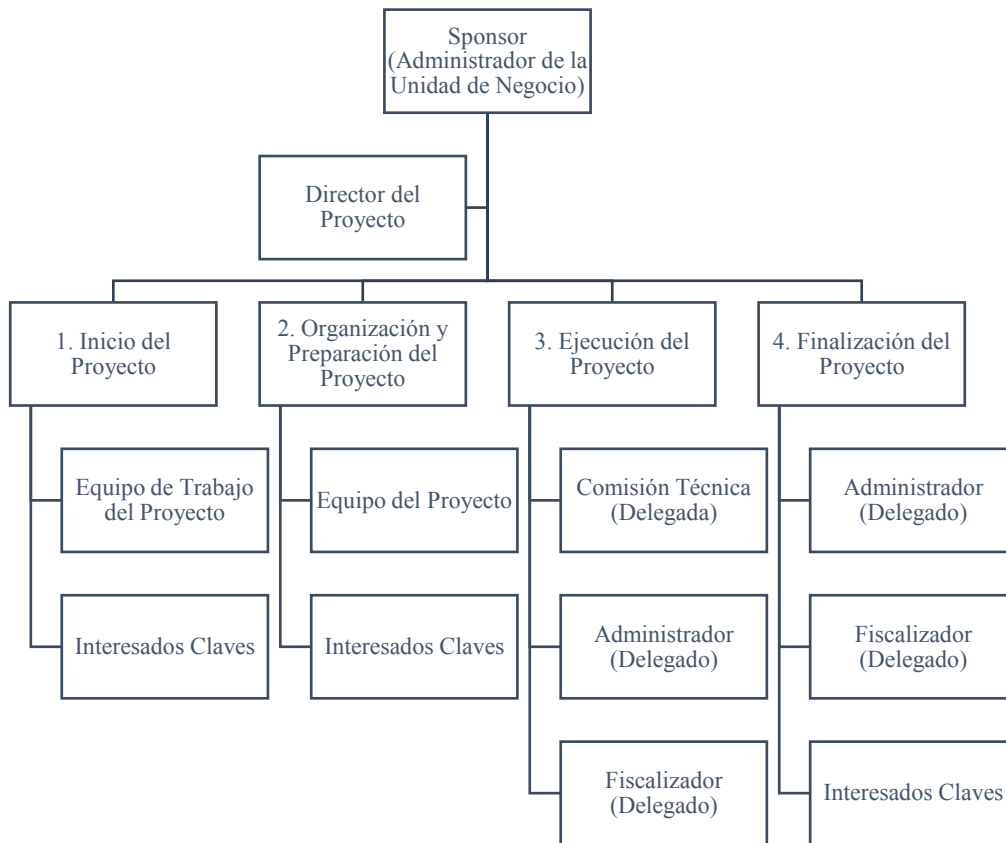 Sponsor
(Administrador de la
Unidad de Negocio)
Director del
Proyecto
1. Inicio del
Proyecto
2. Organización y
Preparación del
Proyecto
3. Ejecución del
Proyecto
4. Finalización del
Proyecto
Equipo de Trabajo
del Proyecto
Equipo del Proyecto
Comisión Técnica
(Delegada)
Administrador
(Delegado)
Interesados Claves
Interesados Claves
Administrador
(Delegado)
Fiscalizador
(Delegado)
Fiscalizador
(Delegado)
Interesados Claves